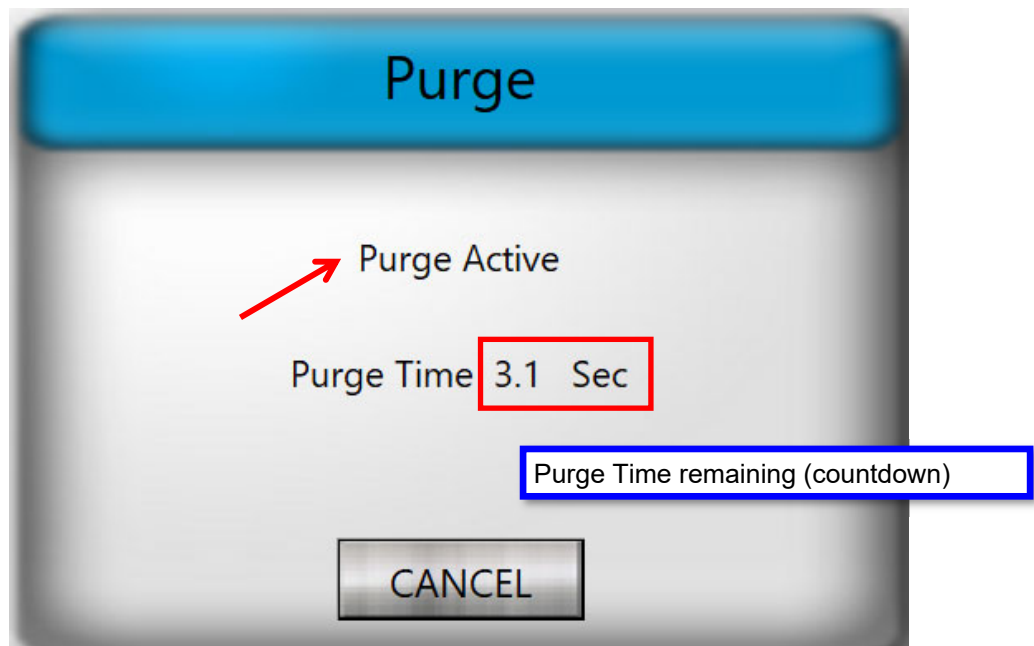 Purge
Purge Active
Purge Time 3.1 Sec
Purge Time remaining (countdown)
CANCEL